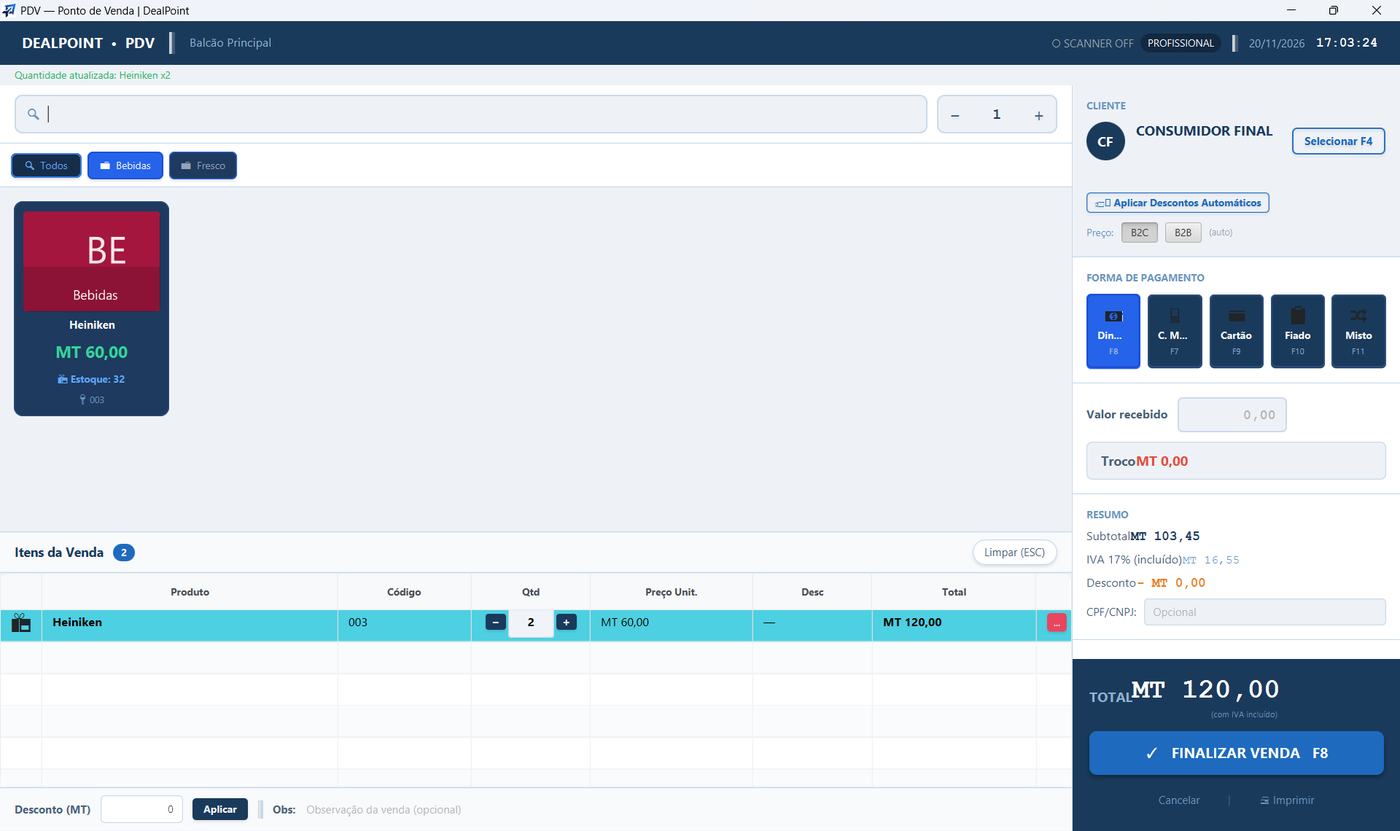 PDV — Ponto de Venda | DealPoint
DEALPOINT • PDV
Balcão Principal
SCANNER OFF
PROFISSIONAL
20/11/2026
17:03:24
Quantidade atualizada: Heiniken x2
− 1 +
Todos
Bebidas
Fresco
BE
Bebidas
Heiniken
MT 60,00
Estoque: 32
003
Itens da Venda 2
Limpar (ESC)
Produto Código Qtd Preço Unit. Desc Total
Heiniken 003 − 2 + MT 60,00 — MT 120,00 ...
Desconto (MT) 0 Aplicar Obs: Observação da venda (opcional)
CLIENTE
CF
CONSUMIDOR FINAL
Selecionar F4
Aplicar Descontos Automáticos
Preço: B2C B2B (auto)
FORMA DE PAGAMENTO
Din... C. M... Cartão Fiado Misto
F8 F7 F9 F10 F11
Valor recebido 0,00
Troco MT 0,00
RESUMO
Subtotal MT 103,45
IVA 17% (incluído) MT 16,55
Desconto − MT 0,00
CPF/CNPJ: Opcional
TOTAL MT 120,00
(com IVA incluído)
✓ FINALIZAR VENDA F8
Cancelar | Imprimir